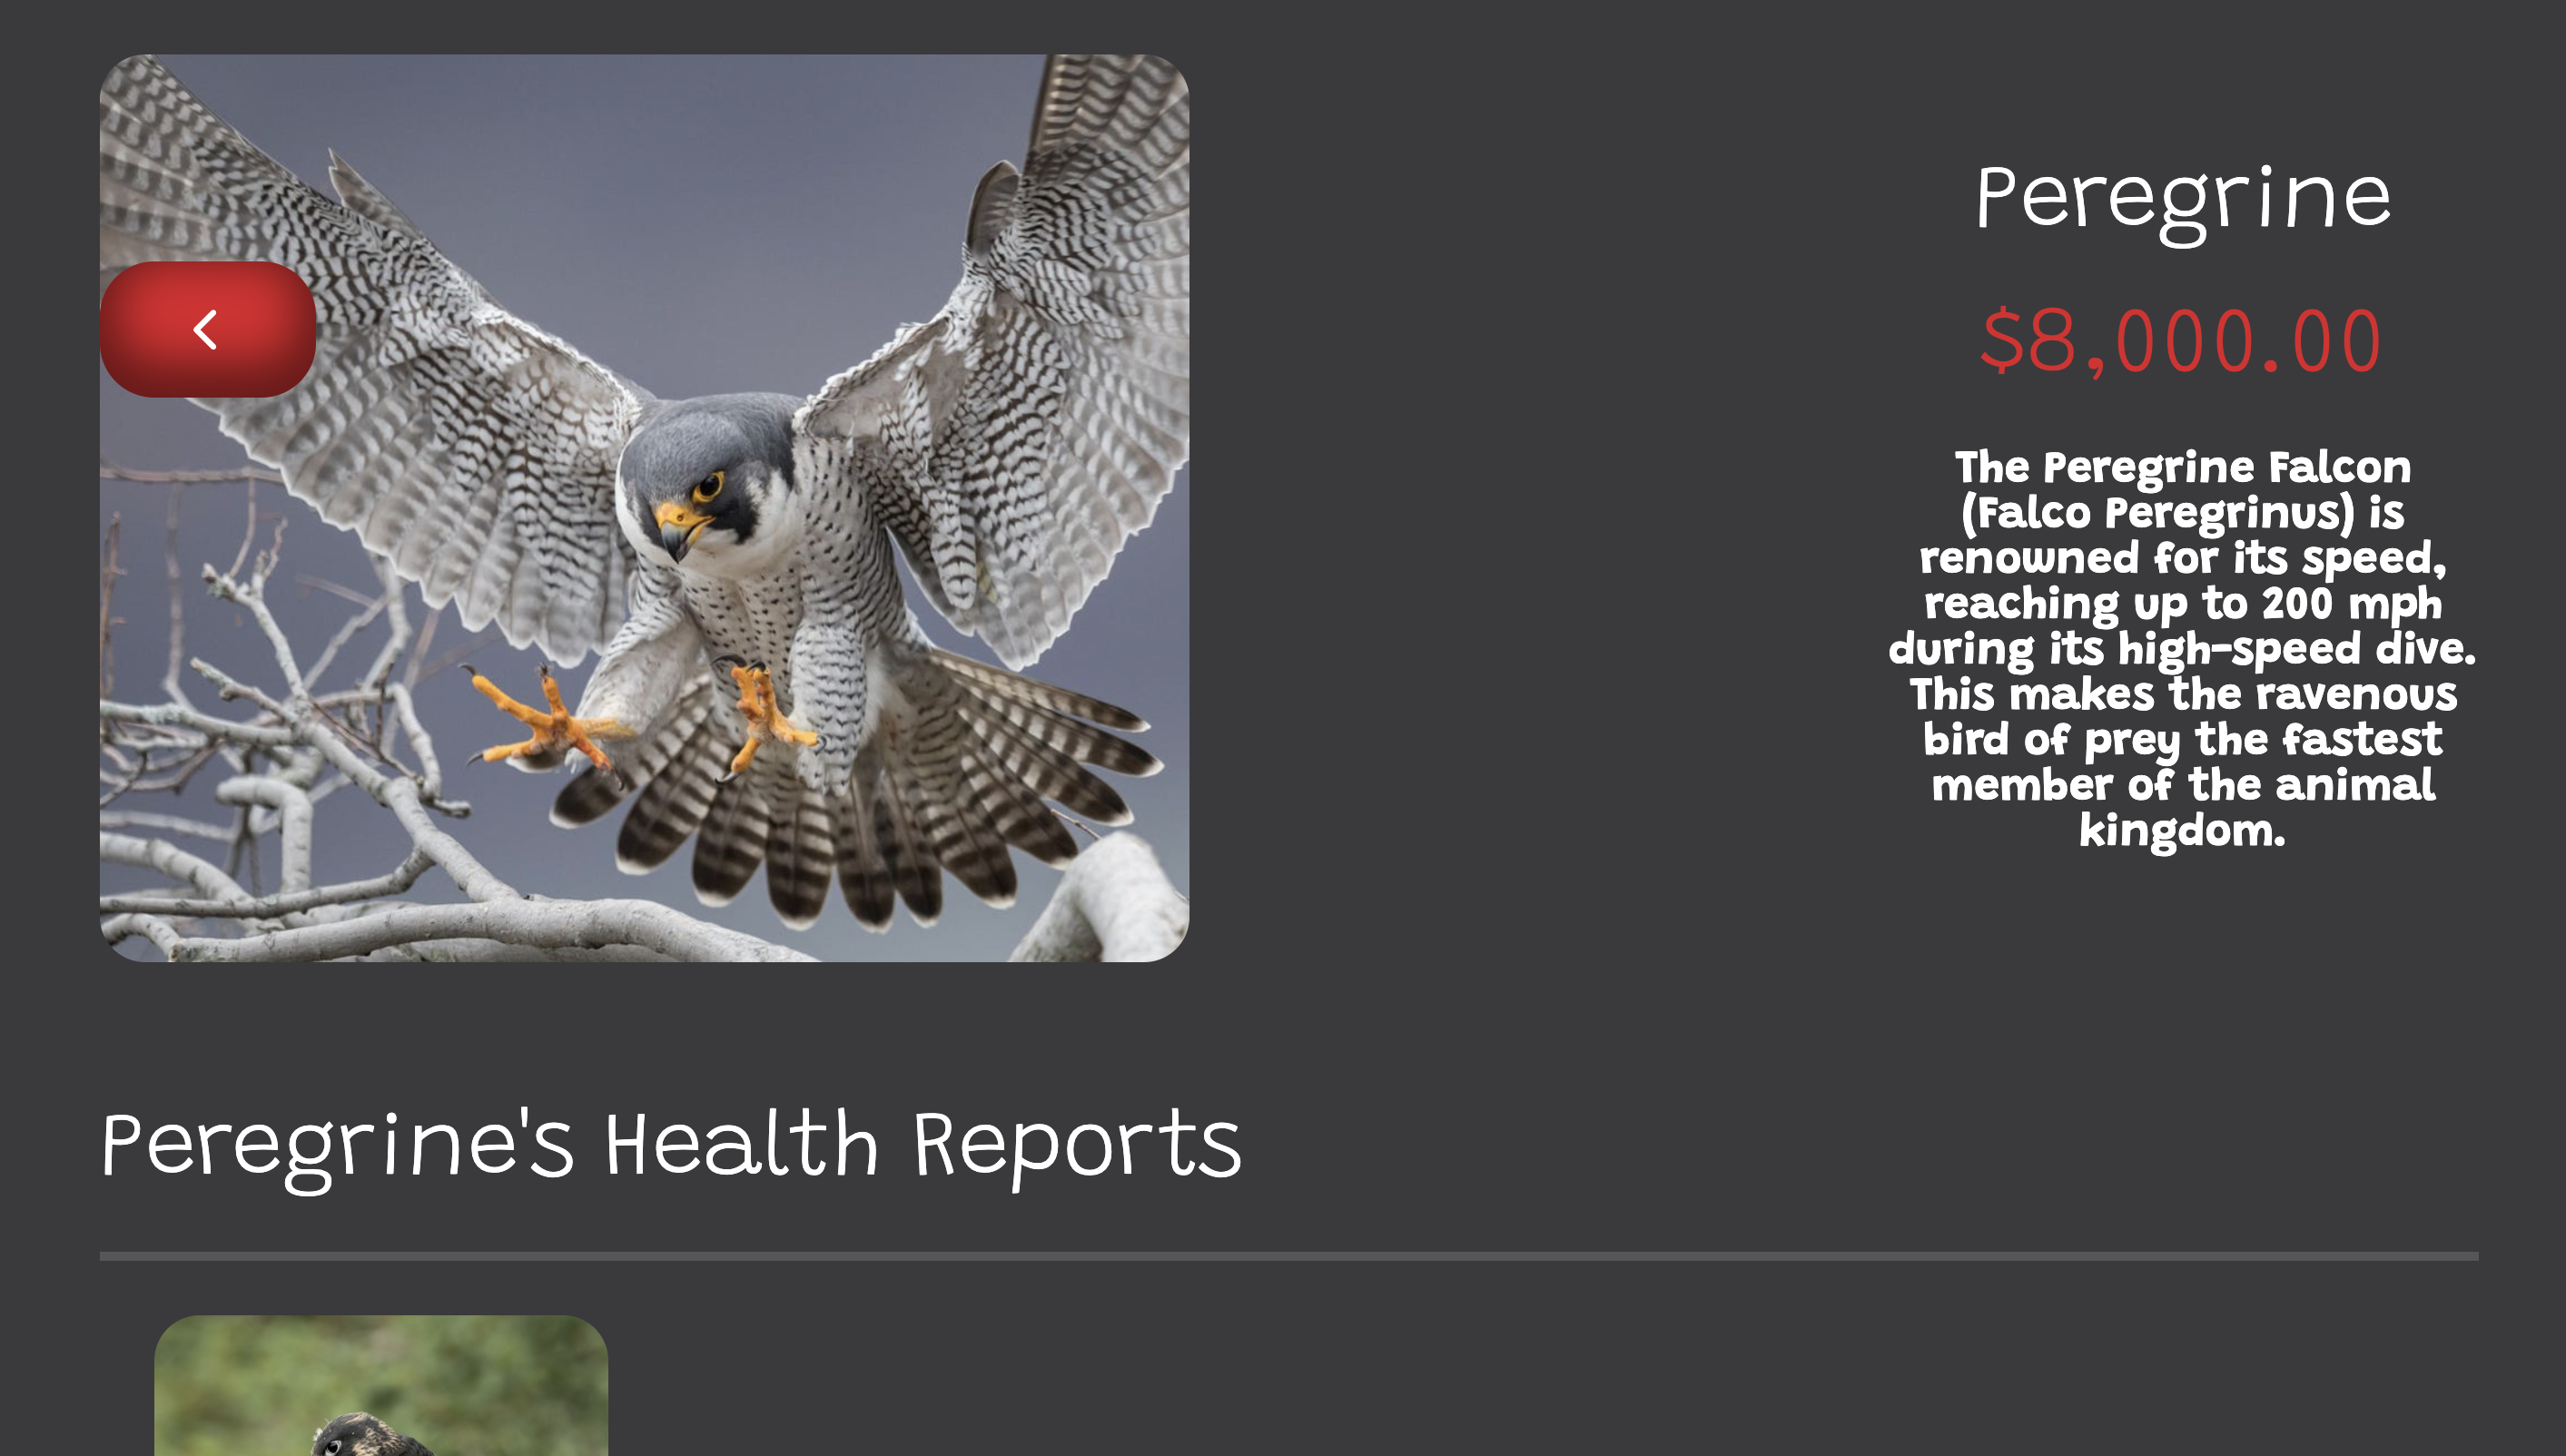 Peregrine
$8,000.00
The Peregrine Falcon
(Falco Peregrinus) is
renowned for its speed,
reaching up to 200 mph
during its high-speed dive.
This makes the ravenous
bird of prey the fastest
member of the animal
kingdom.
Peregrine's Health Reports